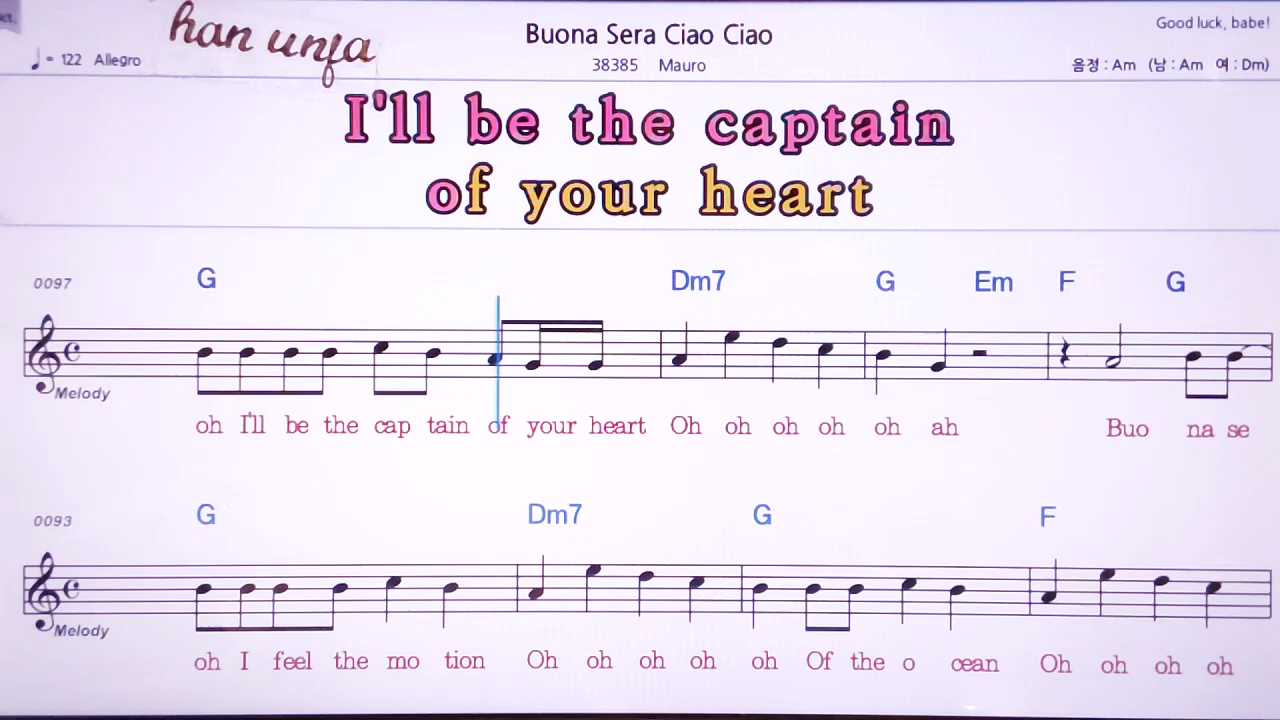 han unja
Buona Sera Ciao Ciao
Good luck, babe!
♩= 122 Allegro
38385 Mauro
음정 : Am (남 : Am 여 : Dm)
I'll be the captain
of your heart
0097
G Dm7 G Em F G
Melody
oh I'll be the cap tain of your heart Oh oh oh oh oh ah Buo na se
0093
G Dm7 G F
Melody
oh I feel the mo tion Oh oh oh oh oh Of the o cean Oh oh oh oh